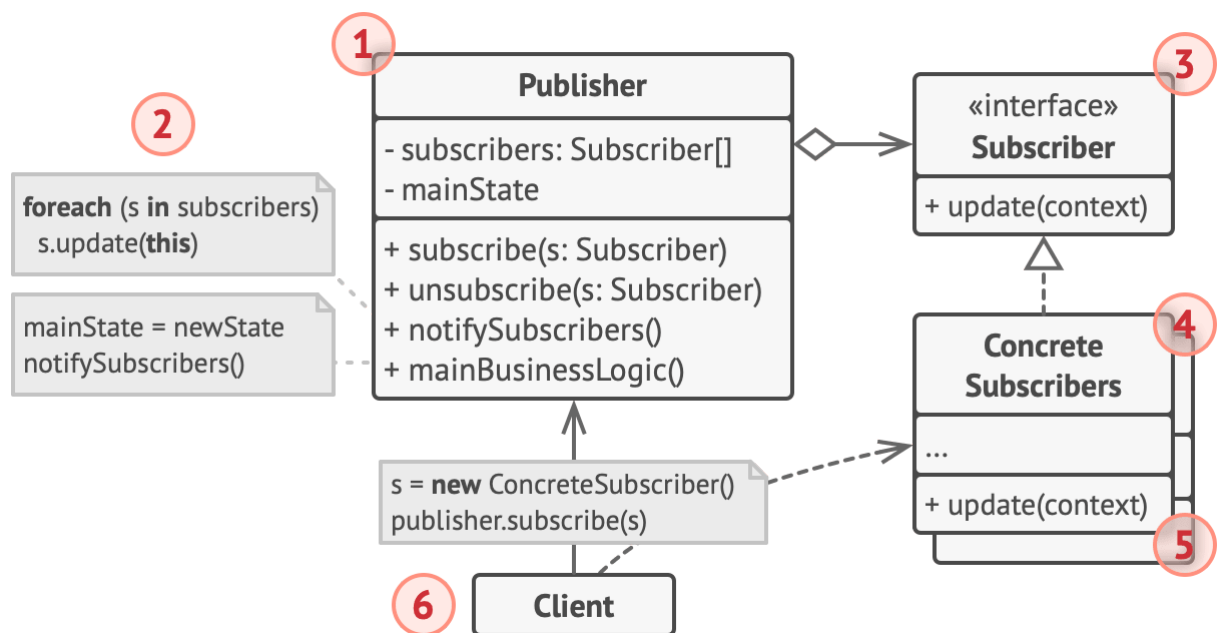 1
Publisher
- subscribers: Subscriber[]
- mainState
+ subscribe(s: Subscriber)
+ unsubscribe(s: Subscriber)
+ notifySubscribers()
+ mainBusinessLogic()
2
foreach (s in subscribers)
s.update(this)
mainState = newState
notifySubscribers()
3
«interface»
Subscriber
+ update(context)
4
Concrete
Subscribers
...
+ update(context)
5
s = new ConcreteSubscriber()
publisher.subscribe(s)
6
Client